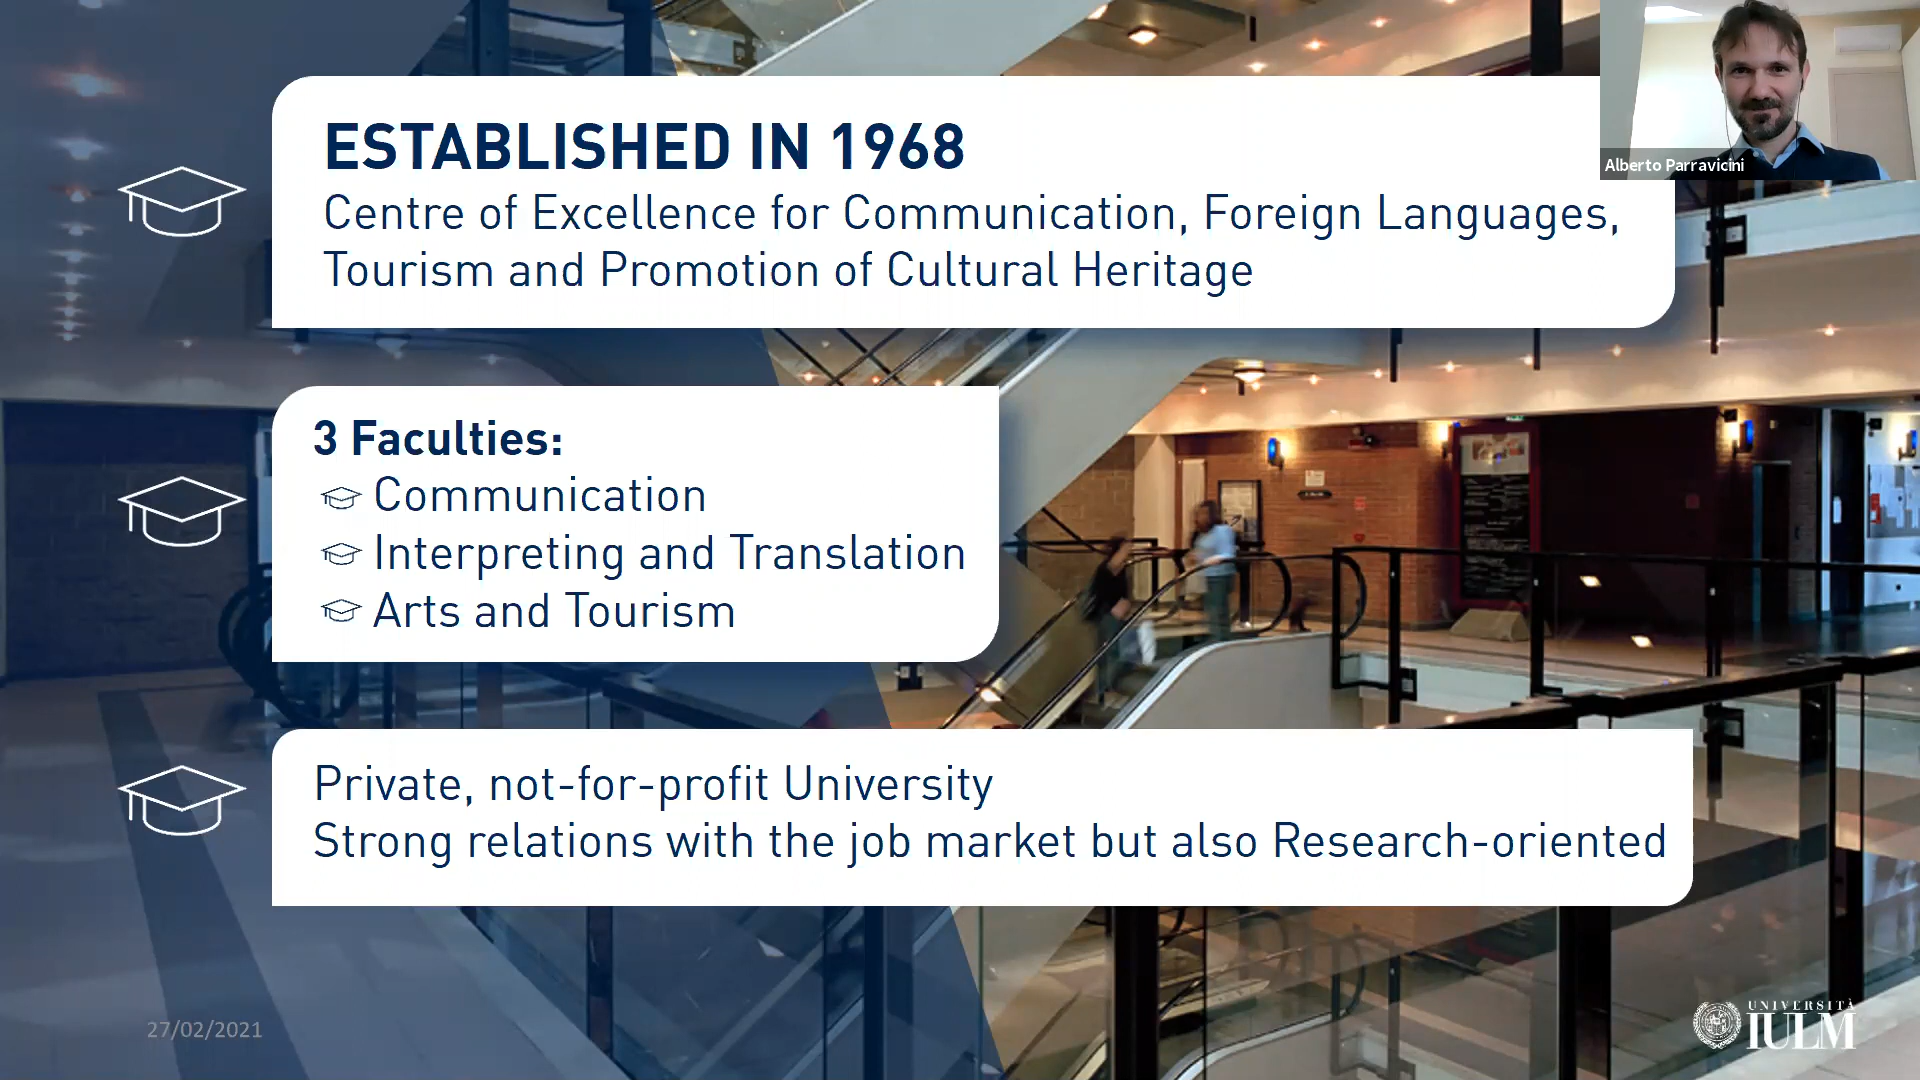 ESTABLISHED IN 1968
Centre of Excellence for Communication, Foreign Languages,
Tourism and Promotion of Cultural Heritage
Alberto Parravicini
3 Faculties:
Communication
Interpreting and Translation
Arts and Tourism
Private, not-for-profit University
Strong relations with the job market but also Research-oriented
27/02/2021
UNIVERSITÀ
IULM